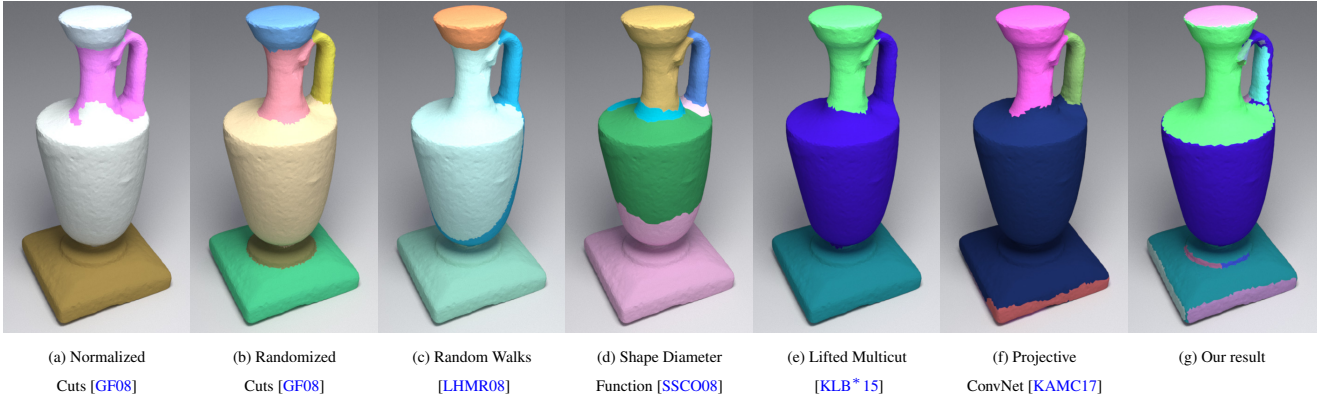 (a) Normalized
Cuts [GF08]
(b) Randomized
Cuts [GF08]
(c) Random Walks
[LHMR08]
(d) Shape Diameter
Function [SSCO08]
(e) Lifted Multicut
[KLB*15]
(f) Projective
ConvNet [KAMC17]
(g) Our result